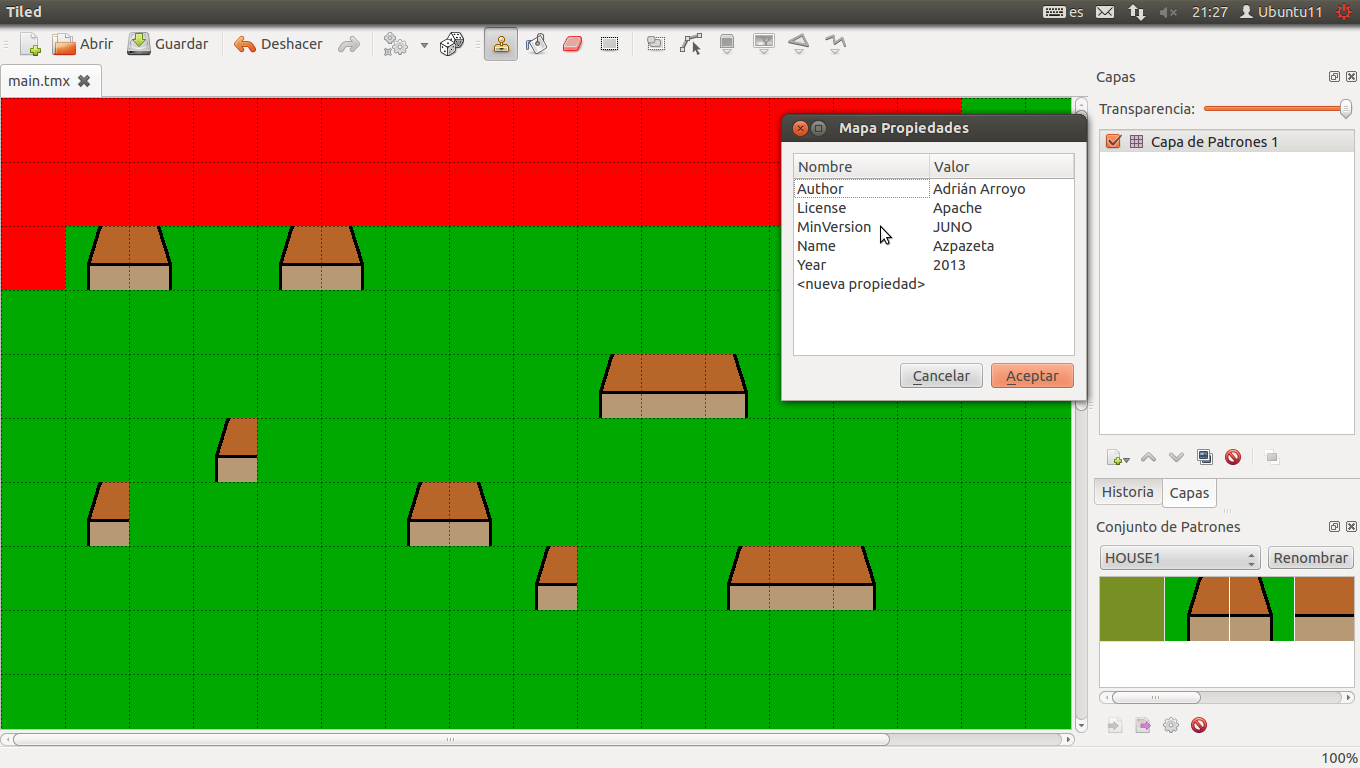 Tiled
es
21:27
Ubuntu11
Abrir
Guardar
Deshacer
main.tmx
Capas
Transparencia:
Capa de Patrones 1
Mapa Propiedades
Nombre Valor
Author Adrián Arroyo
License Apache
MinVersion JUNO
Name Azpazeta
Year 2013
<nueva propiedad>
Cancelar Aceptar
Historia Capas
Conjunto de Patrones
HOUSE1 Renombrar
100%